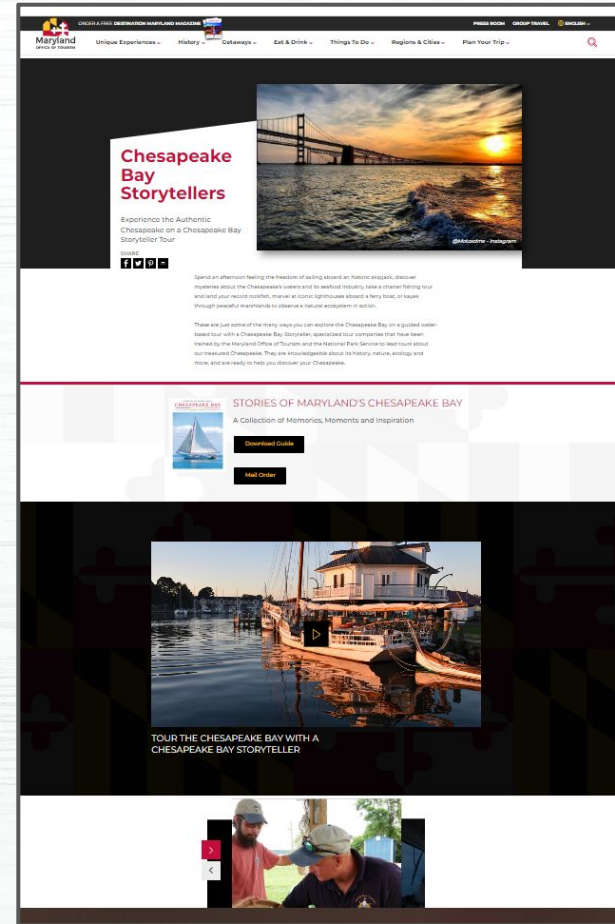 ORDER A FREE DESTINATION MARYLAND MAGAZINE
PRESS ROOM GROUP TRAVEL ENGLISH
Maryland
OFFICE OF TOURISM
Unique Experiences
History
Getaways
Eat & Drink
Things To Do
Regions & Cities
Plan Your Trip
Chesapeake
Bay
Storytellers
Experience the Authentic
Chesapeake on a Chesapeake Bay
Storyteller Tour
SHARE
@Motoxdme - Instagram
Spend an afternoon feeling the freedom of sailing aboard an historic skipjack, discover
mysteries about the Chesapeake's waters and its seafood industry, take a charter fishing tour
and land your record rockfish, marvel at iconic lighthouses aboard a ferry boat, or kayak
through peaceful marshlands to observe a natural ecosystem in action.
These are just some of the many ways you can explore the Chesapeake Bay on a guided water-
based tour with a Chesapeake Bay Storyteller, specialized tour companies that have been
trained by the Maryland Office of Tourism and the National Park Service to lead tours about
our treasured Chesapeake. They are knowledgeable about its history, nature, ecology and
more, and are ready to help you discover your Chesapeake.
CHESAPEAKE BAY
STORIES OF MARYLAND'S CHESAPEAKE BAY
A Collection of Memories, Moments and Inspiration
Download Guide
Mail Order
TOUR THE CHESAPEAKE BAY WITH A
CHESAPEAKE BAY STORYTELLER